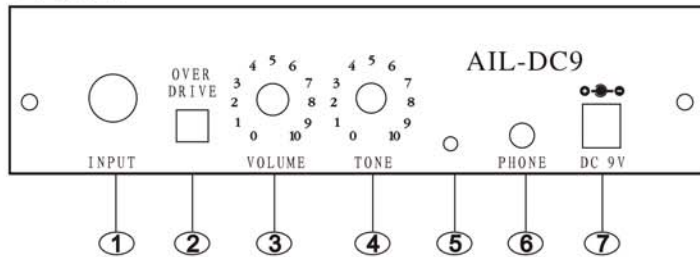 AIL-DC9
OVER
DRIVE
0 1 2 3 4 5 6 7 8 9 10
0 1 2 3 4 5 6 7 8 9 10
INPUT VOLUME TONE PHONE DC 9V
1 2 3 4 5 6 7